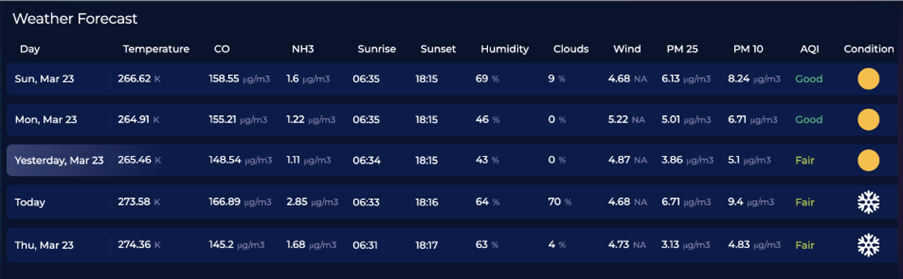 Weather Forecast
Day Temperature CO NH3 Sunrise Sunset Humidity Clouds Wind PM 25 PM 10 AQI Condition
Sun, Mar 23 266.62 K 158.55 µg/m3 1.6 µg/m3 06:35 18:15 69 % 9 % 4.68 NA 6.13 µg/m3 8.24 µg/m3 Good
Mon, Mar 23 264.91 K 155.21 µg/m3 1.22 µg/m3 06:35 18:15 46 % 0 % 5.22 NA 5.01 µg/m3 6.71 µg/m3 Good
Yesterday, Mar 23 265.46 K 148.54 µg/m3 1.11 µg/m3 06:34 18:15 43 % 0 % 4.87 NA 3.86 µg/m3 5.1 µg/m3 Fair
Today 273.58 K 166.89 µg/m3 2.85 µg/m3 06:33 18:16 64 % 70 % 4.68 NA 6.71 µg/m3 9.4 µg/m3 Fair
Thu, Mar 23 274.36 K 145.2 µg/m3 1.68 µg/m3 06:31 18:17 63 % 4 % 4.73 NA 3.13 µg/m3 4.83 µg/m3 Fair